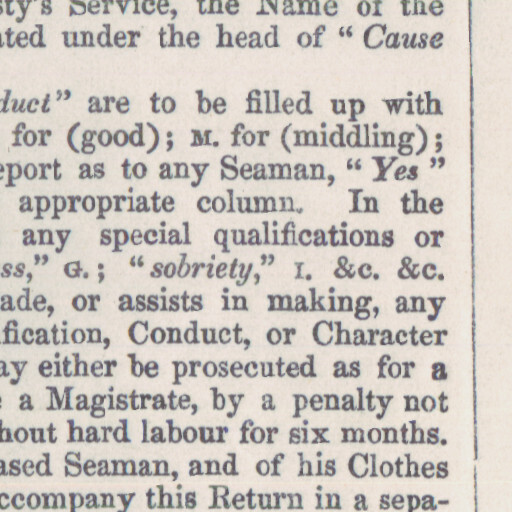 sty's Service, the Name of the
ated under the head of "Cause
duct" are to be filled up with
for (good); M. for (middling);
eport as to any Seaman, "Yes"
appropriate column. In the
any special qualifications or
ss," G.; "sobriety," I. &c. &c.
ade, or assists in making, any
ification, Conduct, or Character
ay either be prosecuted as for a
a Magistrate, by a penalty not
hout hard labour for six months.
ased Seaman, and of his Clothes
ccompany this Return in a sepa-